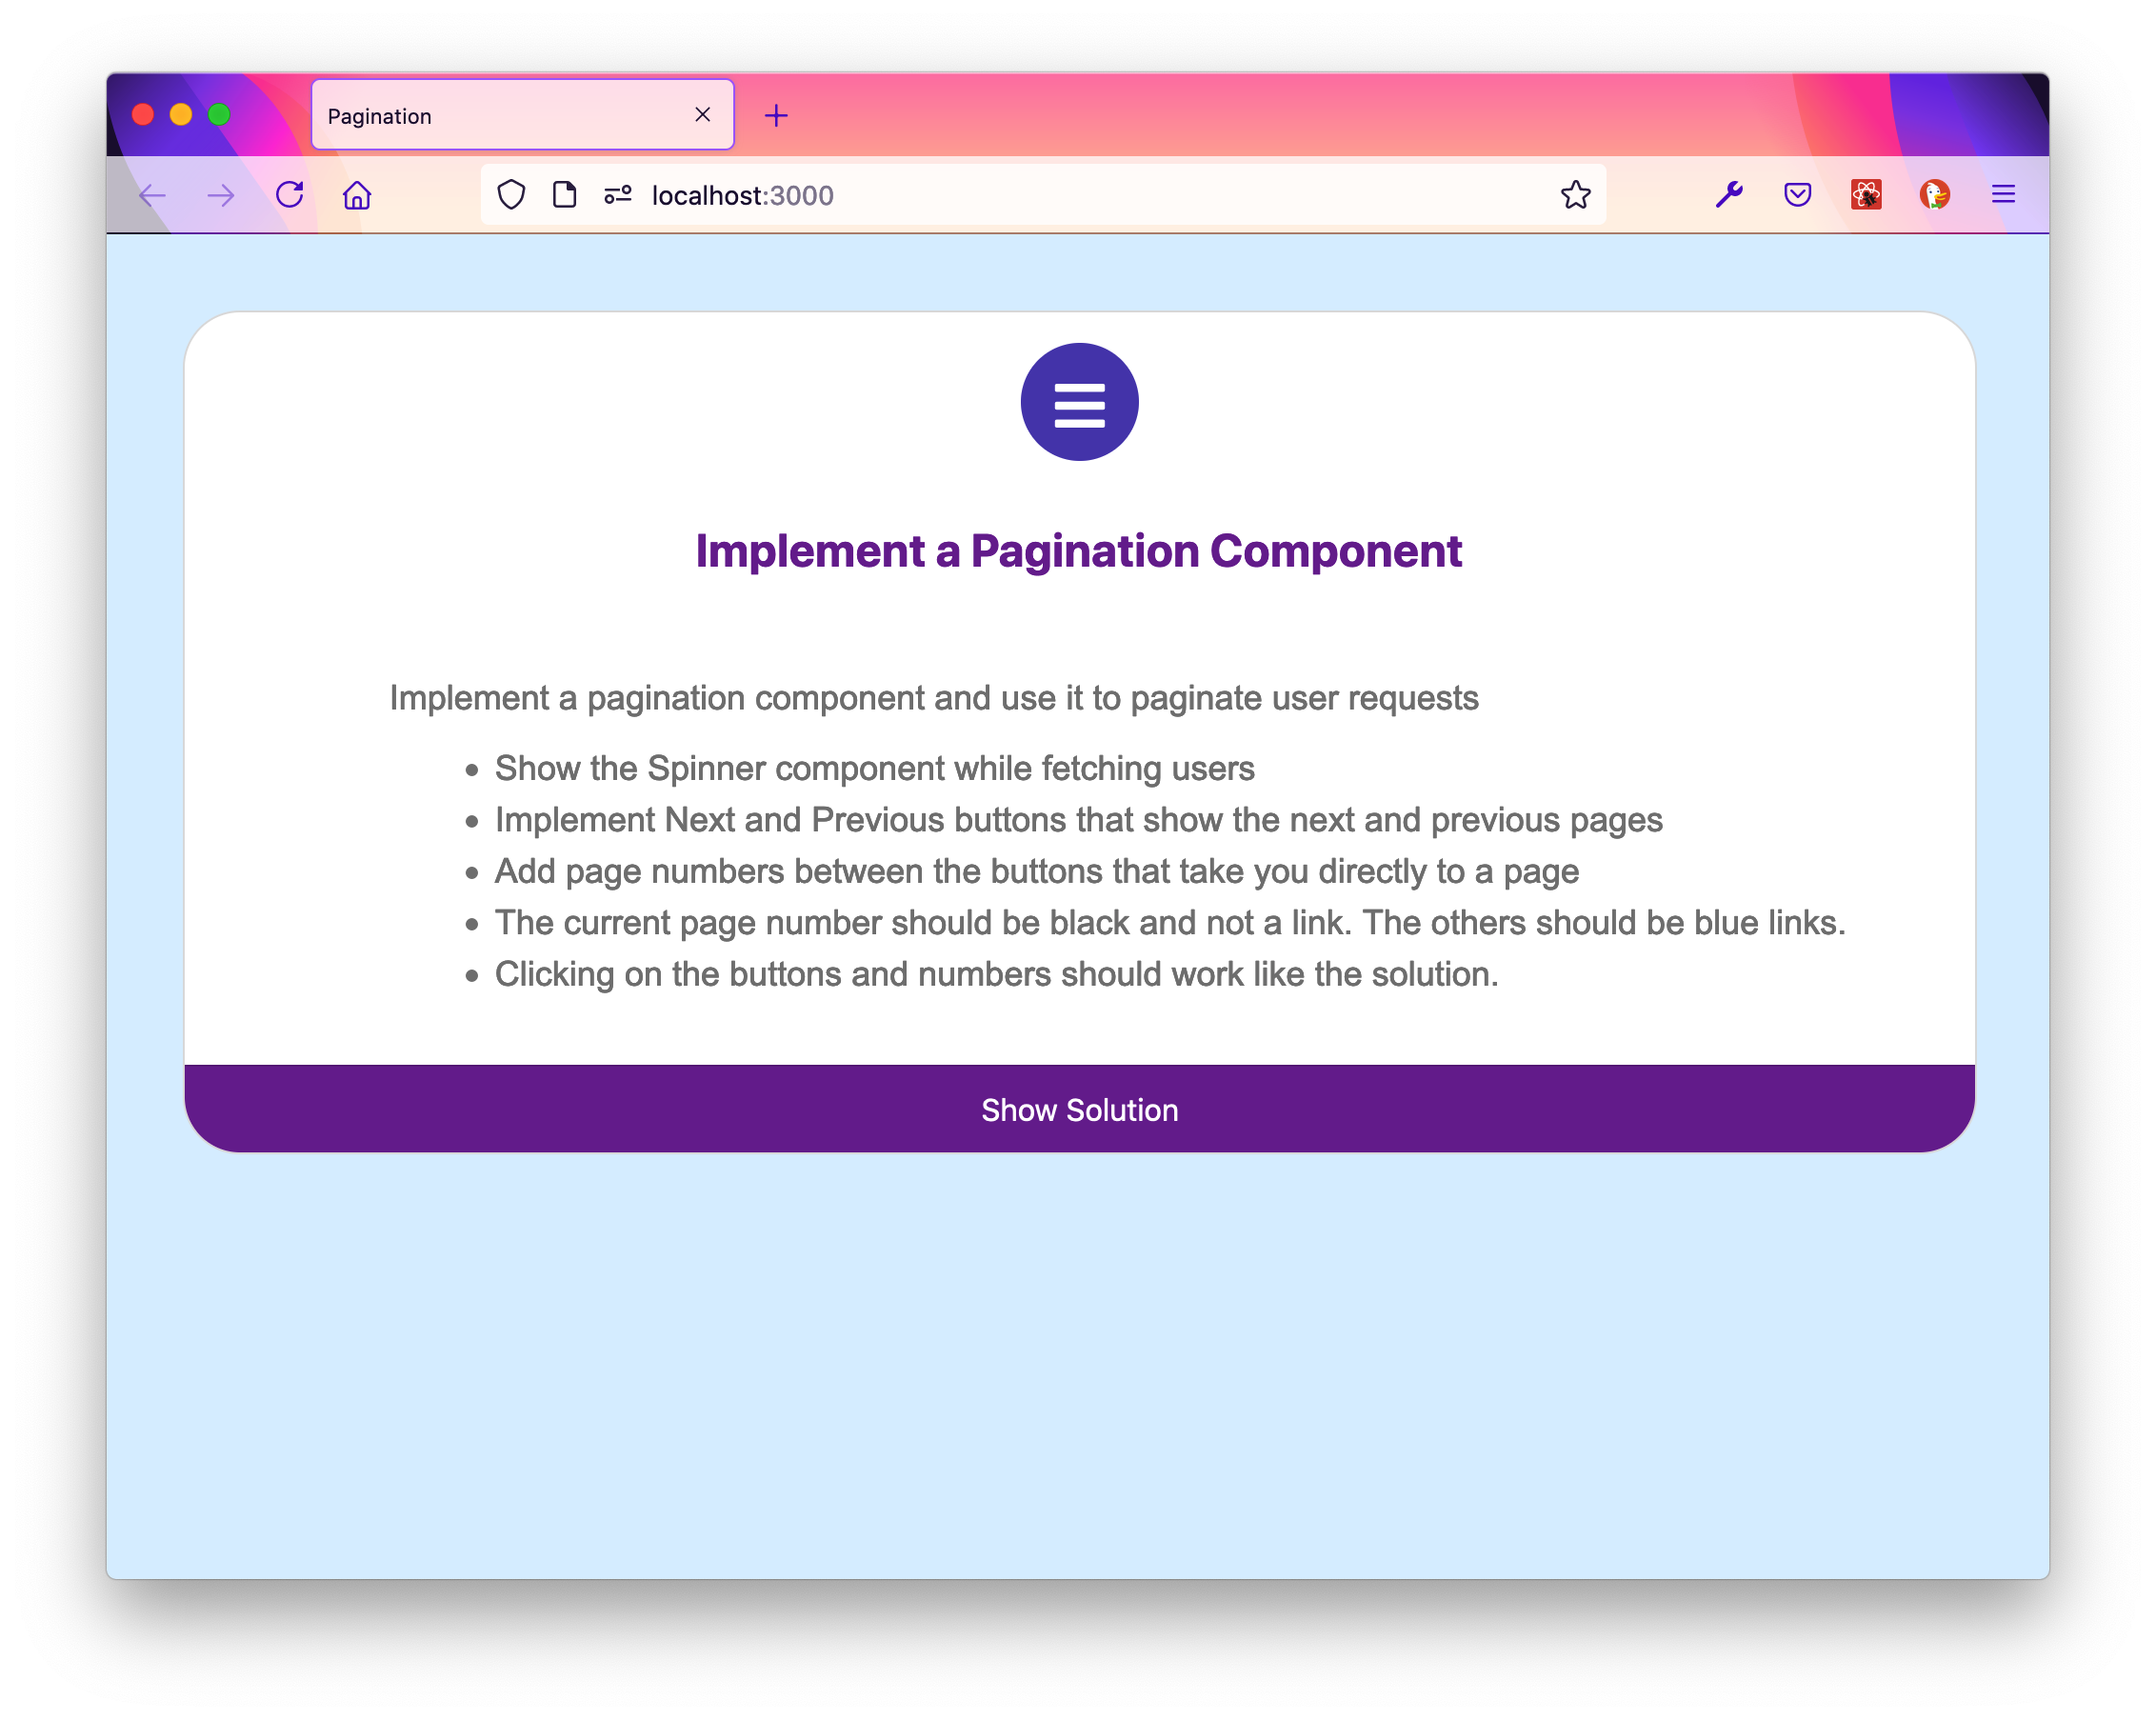 Pagination
localhost:3000
Implement a Pagination Component
Implement a pagination component and use it to paginate user requests
• Show the Spinner component while fetching users
• Implement Next and Previous buttons that show the next and previous pages
• Add page numbers between the buttons that take you directly to a page
• The current page number should be black and not a link. The others should be blue links.
• Clicking on the buttons and numbers should work like the solution.
Show Solution